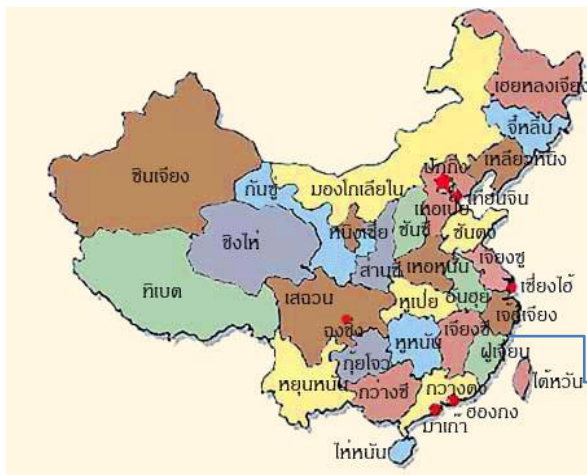 เฮยหลงเจียง
จี๋หลิน
เหลียวหนิง
ปักกิ่ง
ซินเจียง
กันซู
มองโกเลียใน
เทียนจิน
เหอเป่ย
หนิงเซี่ย
ซันซี
ซันตง
ชิงไห่
ส่านซี
เหอหนัน
เจียงซู
ทิเบต
เซี่ยงไฮ้
เสฉวน
หูเปย
อันฮุย
เจ้อเจียง
ฉงชิ่ง
หูหนัน
เจียงซี
กุ้ยโจว
ฝูเจียน
หยุนหนัน
กว่างซี
กวางตง
ไต้หวัน
ฮองกง
มาเก๊า
ไห่หนัน